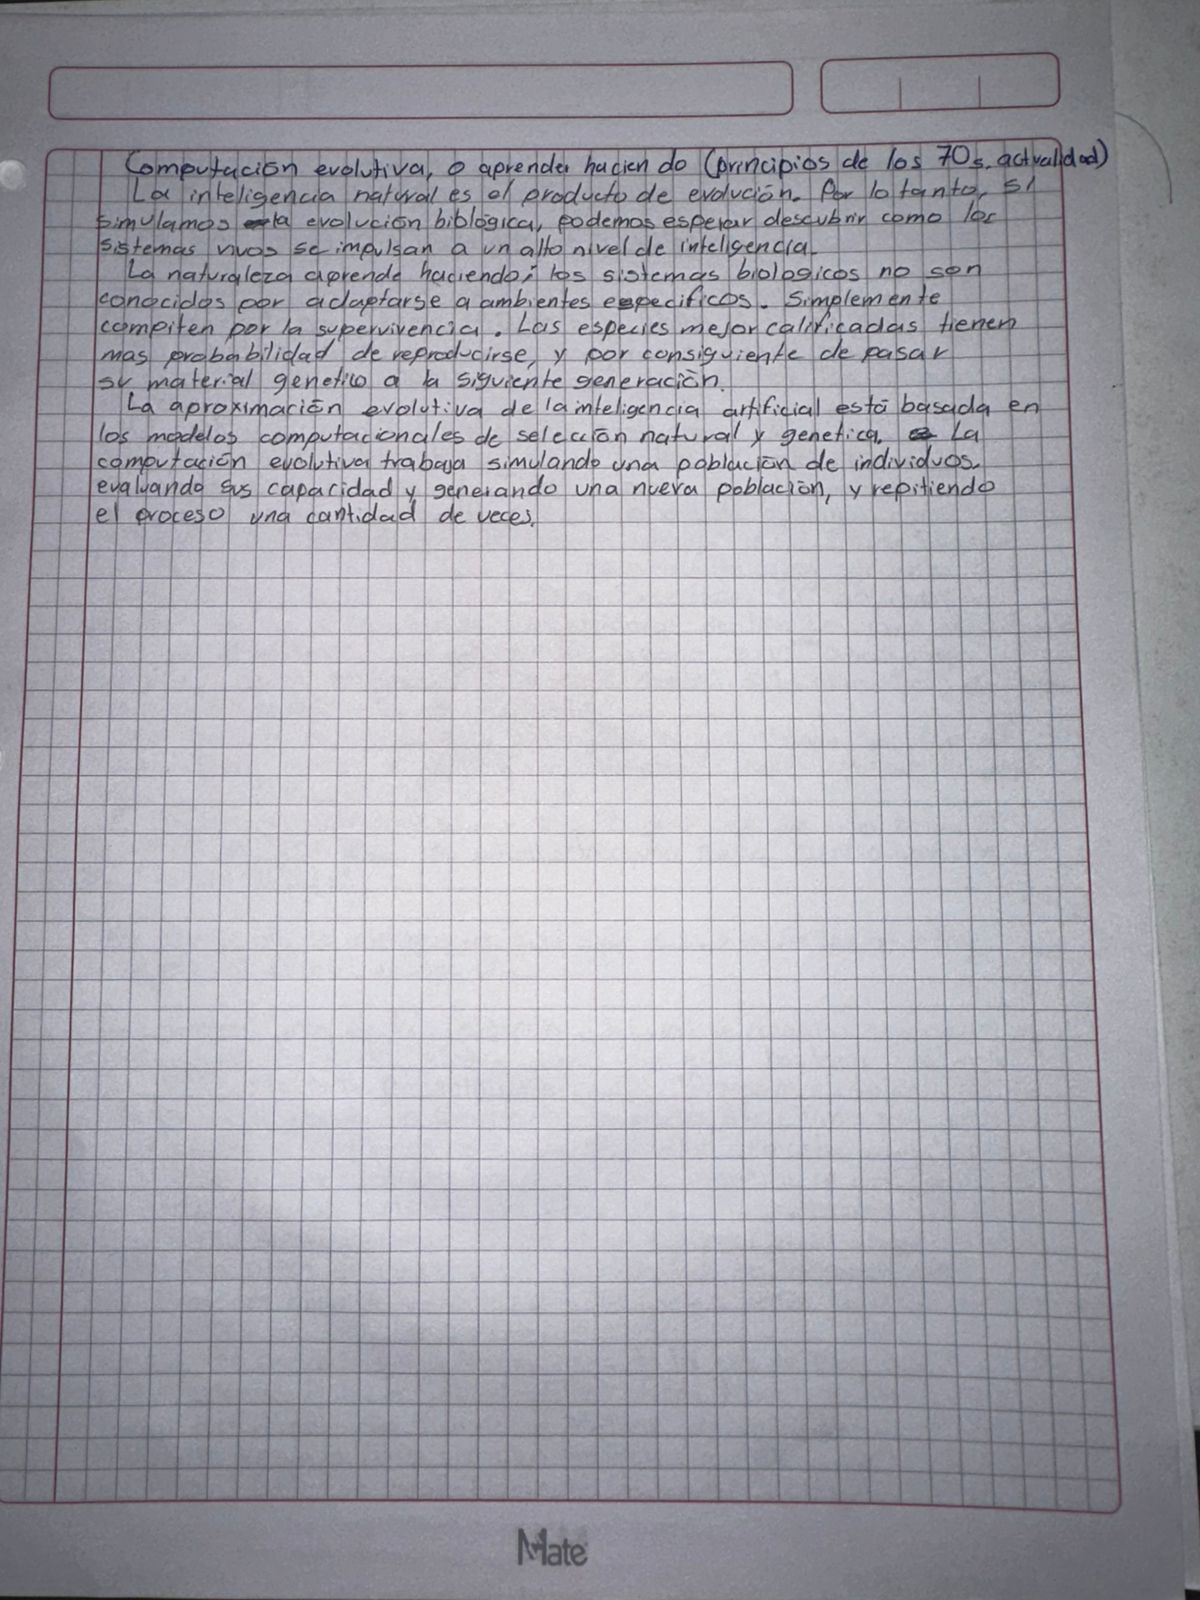 Computación evolutiva, o aprender haciendo (principios de los 70s. actualidad)
La inteligencia natural es el producto de evolución. Por lo tanto, si
simulamos la evolución biblogica, podemos esperar descubrir como los
sistemas vivos se impulsan a un alto nivel de inteligencia.
La naturaleza aprende haciendo; los sistemas biologicos no son
conocidos por adaptarse a ambientes especificos. Simplemente
compiten por la supervivencia. Las especies mejor calificadas tienen
mas probabilidad de reproducirse, y por consiguiente de pasar
su material genetico a la siguiente generación.
La aproximación evolutiva de la inteligencia artificial está basada en
los modelos computacionales de selección natural y genetica. La
computación evolutiva trabaja simulando una población de individuos.
evaluando sus capacidad y generando una nueva población, y repitiendo
el proceso una cantidad de veces.
Mate